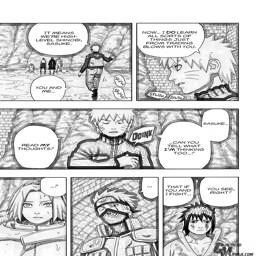 IT MEANS
WE'RE HIGH-
LEVEL SHINOBI,
SASUKE.
YOU AND
ME...
NOW... I DO LEARN
ALL SORTS OF
THINGS JUST
FROM TRADING
BLOWS WITH YOU.
READ MY
THOUGHTS?
DOINK
SASUKE.
CAN YOU
TELL WHAT
I'M THINKING
TOO...?
...
...
THAT IF
YOU AND
I FIGHT...
YOU SEE,
RIGHT?